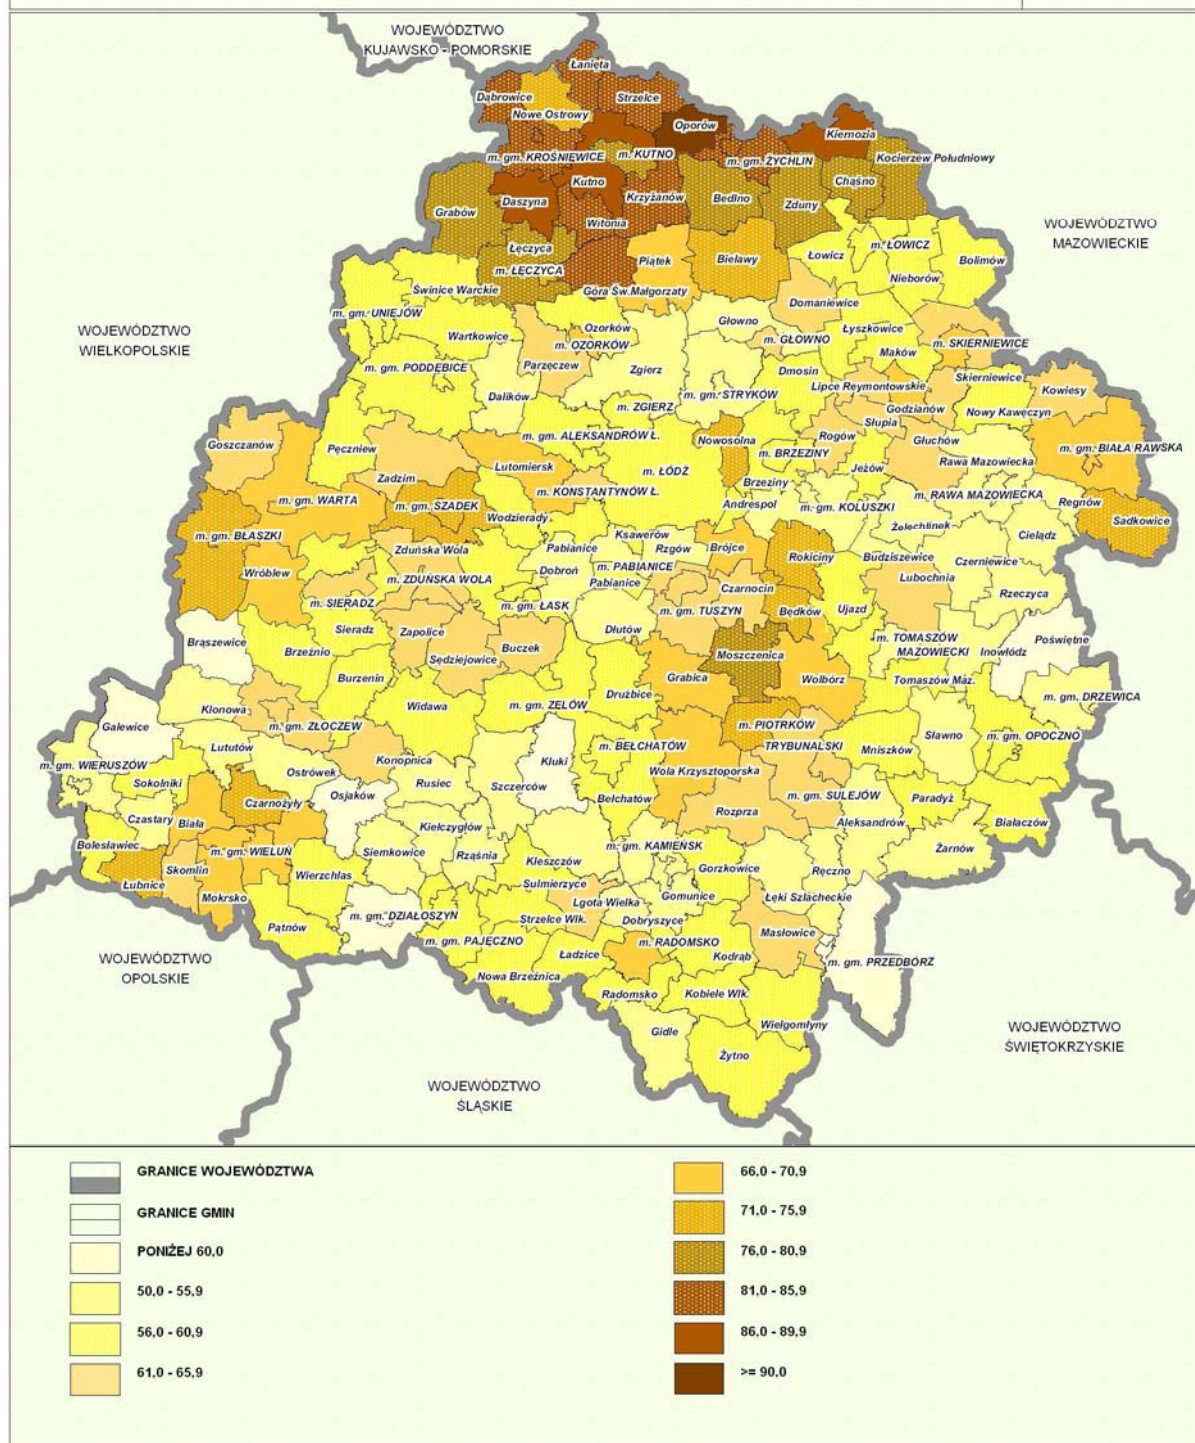 WOJEWÓDZTWO
KUJAWSKO - POMORSKIE
Łanięta
Dąbrowice
Strzelce
Nowe Ostrowy
Oporów
Kiernozia
m. gm. KROŚNIEWICE
m. KUTNO
m. gm. ŻYCHLIN
Kocierzew Południowy
Kutno
Chąśno
Daszyna
Krzyżanów
Bedlno
Zduny
Grabów
Witonia
WOJEWÓDZTWO
MAZOWIECKIE
Łęczyca
Piątek
Bielawy
Łowicz
m. ŁOWICZ
Bolimów
m. ŁĘCZYCA
Nieborów
Świnice Warckie
Góra Św.Małgorzaty
Domaniewice
m. gm. UNIEJÓW
WOJEWÓDZTWO
WIELKOPOLSKIE
Wartkowice
Ozorków
Głowno
Łyszkowice
m. OZORKÓW
m. GŁOWNO
m. SKIERNIEWICE
Maków
m. gm. PODDĘBICE
Parzęczew
Zgierz
Dmosin
Skierniewice
Lipce Reymontowskie
Kowiesy
Dalików
m. gm. STRYKÓW
m. ZGIERZ
Godzianów
Nowy Kawęczyn
Słupia
Goszczanów
Pęczniew
m. gm. ALEKSANDRÓW Ł.
Nowosolna
Rogów
Głuchów
m. gm. BIAŁA RAWSKA
m. BRZEZINY
Lutomiersk
m. ŁÓDŹ
Jeżów
Rawa Mazowiecka
Zadzim
Brzeziny
m. gm. WARTA
m. KONSTANTYNÓW Ł.
m. RAWA MAZOWIECKA
Regnów
m. gm. SZADEK
Andrespol
m. gm. KOLUSZKI
Wodzierady
Żelechlinek
Sadkowice
m. gm. BŁASZKI
Ksawerów
Cielądz
Zduńska Wola
Pabianice
Rzgów
Brójce
Rokiciny
Budziszewice
Czerniewice
Wróblew
m. ZDUŃSKA WOLA
Dobroń
m. PABIANICE
Lubochnia
Pabianice
Czarnocin
Rzeczyca
m. SIERADZ
m. gm. ŁASK
m. gm. TUSZYN
Będków
Ujazd
Sieradz
Zapolice
Dłutów
m. TOMASZÓW
MAZOWIECKI
Poświętne
Brąszewice
Brzeźnio
Buczek
Moszczenica
Inowłódz
Sędziejowice
Burzenin
Grabica
Wolbórz
Tomaszów Maz.
Drużbice
m. gm. DRZEWICA
Klonowa
Widawa
m. gm. ZELÓW
Galewice
m. gm. ZŁOCZEW
m. PIOTRKÓW
TRYBUNALSKI
Sławno
m. gm. OPOCZNO
Lututów
m. BEŁCHATÓW
Mniszków
m. gm. WIERUSZÓW
Konopnica
Kluki
Ostrówek
Wola Krzysztoporska
Sokolniki
Rusiec
Szczerców
Osjaków
Bełchatów
m. gm. SULEJÓW
Paradyż
Czarnożyły
Czastary
Biała
Rozprza
Aleksandrów
Białaczów
Kiełczygłów
Bolesławiec
m. gm. WIELUŃ
Siemkowice
Rząśnia
m. gm. KAMIEŃSK
Żarnów
Kleszczów
Skomlin
Wierzchlas
Gorzkowice
Ręczno
Łubnice
Sulmierzyce
Mokrsko
Lgota Wielka
Gomunice
Łęki Szlacheckie
m. gm. DZIAŁOSZYN
Strzelce Wlk.
Dobryszyce
Pątnów
Masłowice
m. gm. PAJĘCZNO
m. RADOMSKO
Ładzice
Kodrąb
m. gm. PRZEDBÓRZ
WOJEWÓDZTWO
OPOLSKIE
Nowa Brzeźnica
Radomsko
Kobiele Wlk.
Wielgomłyny
Gidle
WOJEWÓDZTWO
ŚWIĘTOKRZYSKIE
Żytno
WOJEWÓDZTWO
ŚLĄSKIE
GRANICE WOJEWÓDZTWA
GRANICE GMIN
PONIŻEJ 60,0
50,0 - 55,9
56,0 - 60,9
61,0 - 65,9
66,0 - 70,9
71,0 - 75,9
76,0 - 80,9
81,0 - 85,9
86,0 - 89,9
>= 90,0